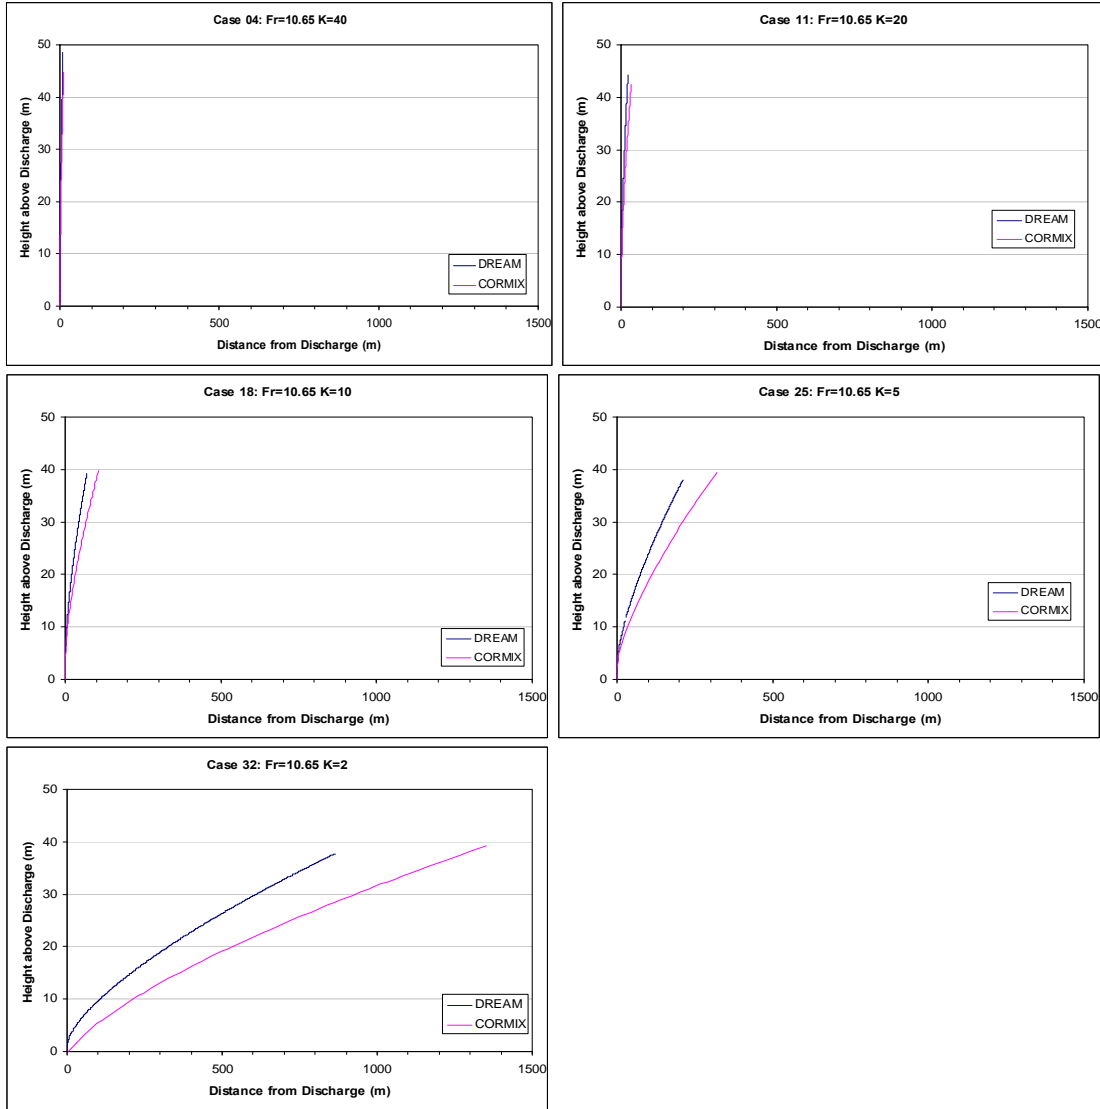 Case 04: Fr=10.65 K=40
50
40
30
20
10
0
Height above Discharge (m)
0
500
1000
1500
Distance from Discharge (m)
DREAM
CORMIX
Case 11: Fr=10.65 K=20
50
40
30
20
10
0
Height above Discharge (m)
0
500
1000
1500
Distance from Discharge (m)
DREAM
CORMIX
Case 18: Fr=10.65 K=10
50
40
30
20
10
0
Height above Discharge (m)
0
500
1000
1500
Distance from Discharge (m)
DREAM
CORMIX
Case 25: Fr=10.65 K=5
50
40
30
20
10
0
Height above Discharge (m)
0
500
1000
1500
Distance from Discharge (m)
DREAM
CORMIX
Case 32: Fr=10.65 K=2
50
40
30
20
10
0
Height above Discharge (m)
0
500
1000
1500
Distance from Discharge (m)
DREAM
CORMIX